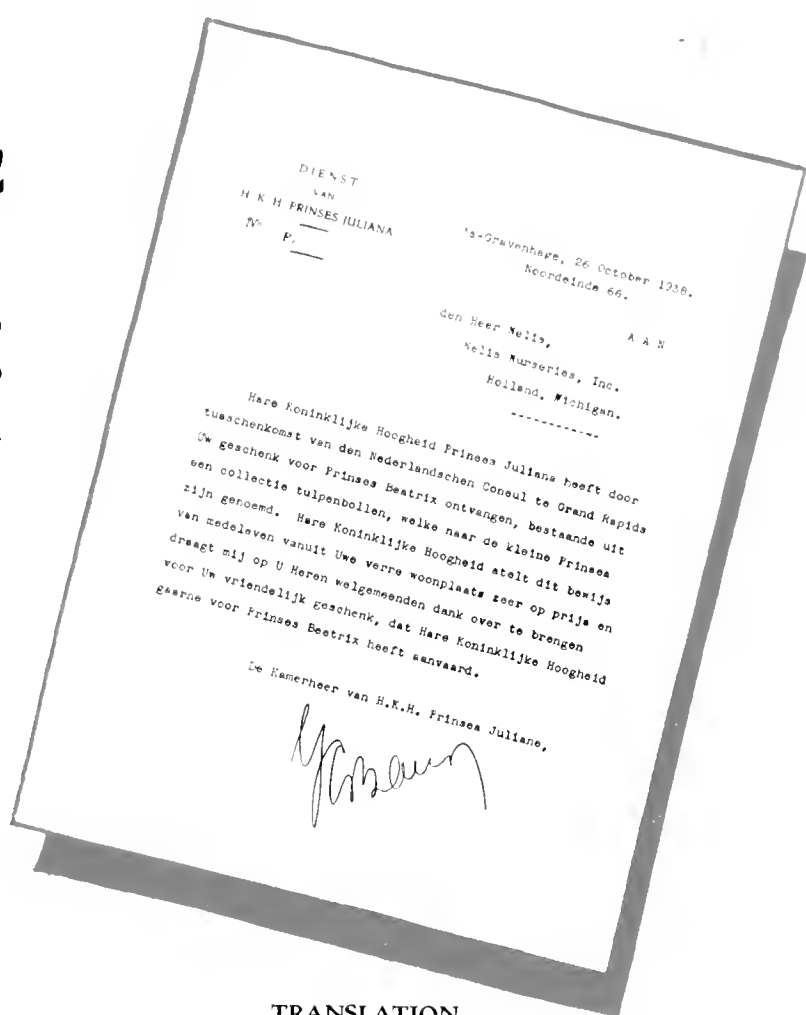 DIENST
VAN
H K H PRINSES JULIANA
No P.
's-Gravenhage, 26 October 1938.
Noordeinde 66.
A A N
den Heer Nelis,
Nelis Nurseries, Inc.
Holland, Michigan.
------------
Hare Koninklijke Hoogheid Prinses Juliana heeft door
tusschenkomst van den Nederlandschen Consul te Grand Rapids
Uw geschenk voor Prinses Beatrix ontvangen, bestaande uit
een collectie tulpenbollen, welke naar de kleine Prinses
zijn genoemd. Hare Koninklijke Hoogheid stelt dit bewijs
van medeleven vanuit Uwe verre woonplaats zeer op prijs en
draagt mij op U Heren welgemeenden dank over te brengen
voor Uw vriendelijk geschenk, dat Hare Koninklijke Hoogheid
gaarne voor Prinses Beatrix heeft aanvaard.
De Kamerheer van H.K.H. Prinses Juliana,
TRANSLATION